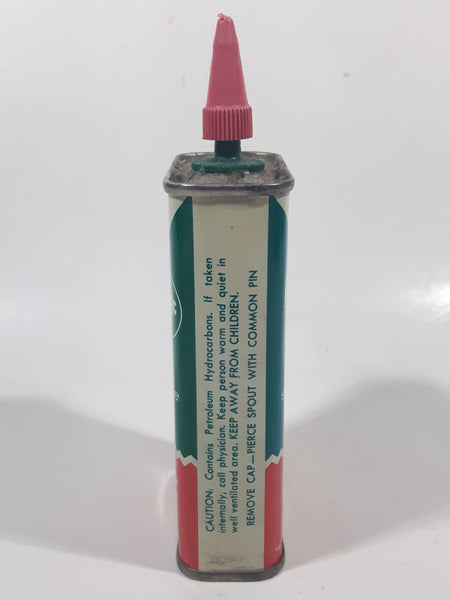 CAUTION: Contains Petroleum Hydrocarbons. If taken
internally, call physician. Keep person warm and quiet in
well ventilated area. KEEP AWAY FROM CHILDREN.
REMOVE CAP—PIERCE SPOUT WITH COMMON PIN